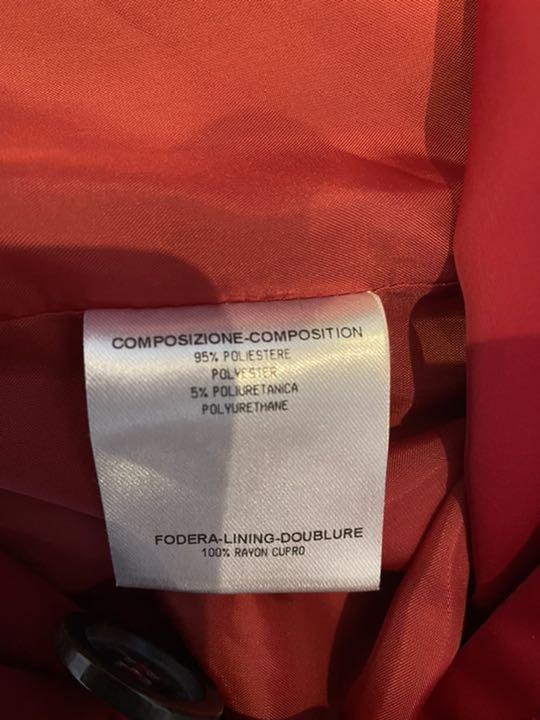 COMPOSIZIONE-COMPOSITION
95% POLIESTERE
POLYESTER
5% POLIURETANICA
POLYURETHANE
FODERA-LINING-DOUBLURE
100% RAYON CUPRO